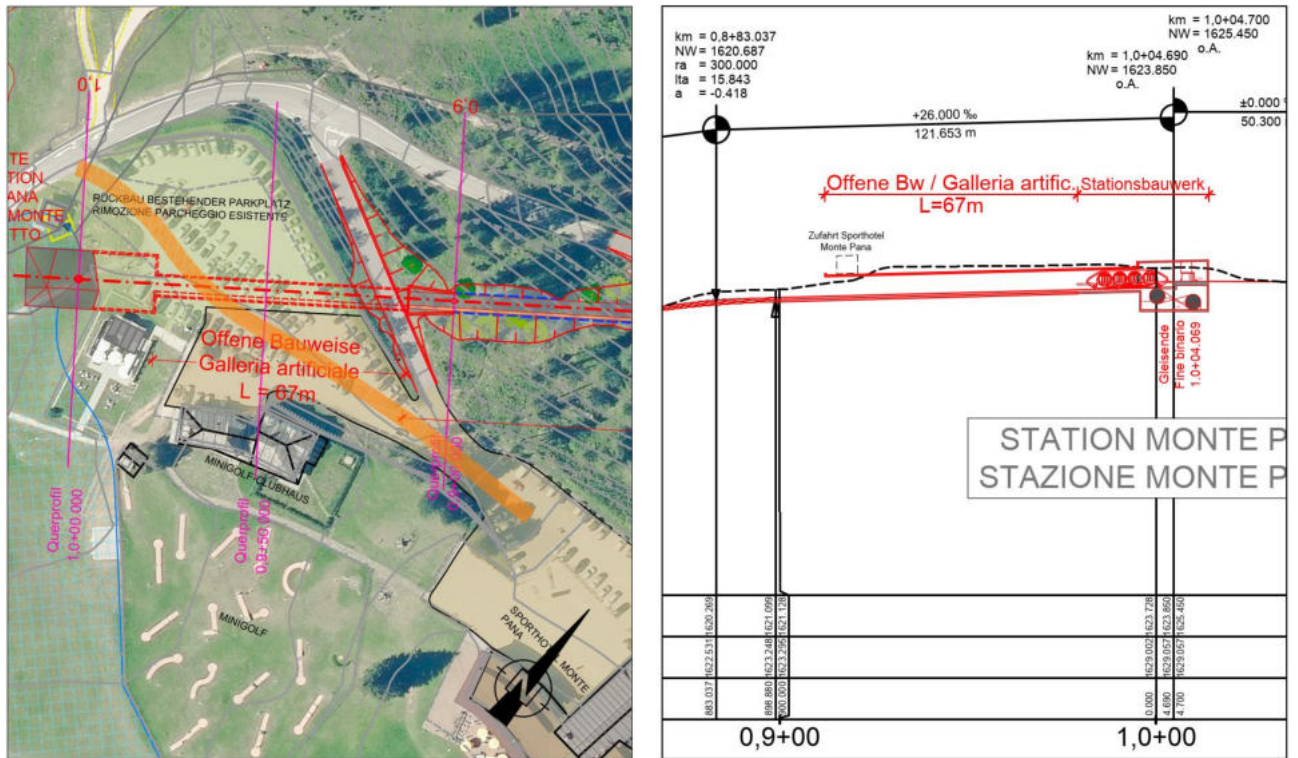 1,0
0,9
TE
TION
ANA
MONTE
TTO
RÜCKBAU BESTEHENDER PARKPLATZ
RIMOZIONE PARCHEGGIO ESISTENTE
Offene Bauweise
Galleria artificiale
L = 67m
MINIGOLF-CLUBHAUS
Querprofil
1,0+00.000
Querprofil
0,9+50.000
Querprofil
MINIGOLF
SPORTHOTEL MONTE
PANA
N
km = 0,8+83.037
NW = 1620.687
ra = 300.000
lta = 15.843
a = -0.418
km = 1,0+04.700
NW = 1625.450
o.A.
km = 1,0+04.690
NW = 1623.850
o.A.
+26.000 ‰
121.653 m
±0.000
50.300
Offene Bw / Galleria artific.
L=67m
Stationsbauwerk
Zufahrt Sporthotel
Monte Pana
Gleisende
Fine binario
1.0+04.069
STATION MONTE P
STAZIONE MONTE P
1620.269
1621.099
1621.128
1623.728
1623.850
1625.450
1622.531
1623.248
1623.295
1629.002
1629.057
1629.057
883.037
898.880
900.000
0.000
4.690
4.700
0,9+00
1,0+00